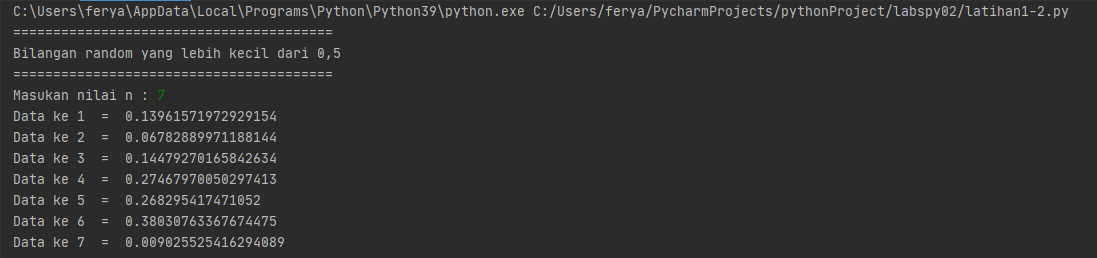 C:\Users\ferya\AppData\Local\Programs\Python\Python39\python.exe C:/Users/ferya/PycharmProjects/pythonProject/labspy02/latihan1-2.py
========================================
Bilangan random yang lebih kecil dari 0,5
========================================
Masukan nilai n : 7
Data ke 1  =  0.13961571972929154
Data ke 2  =  0.06782889971188144
Data ke 3  =  0.14479270165842634
Data ke 4  =  0.27467970050297413
Data ke 5  =  0.268295417471052
Data ke 6  =  0.38030763367674475
Data ke 7  =  0.009025525416294089